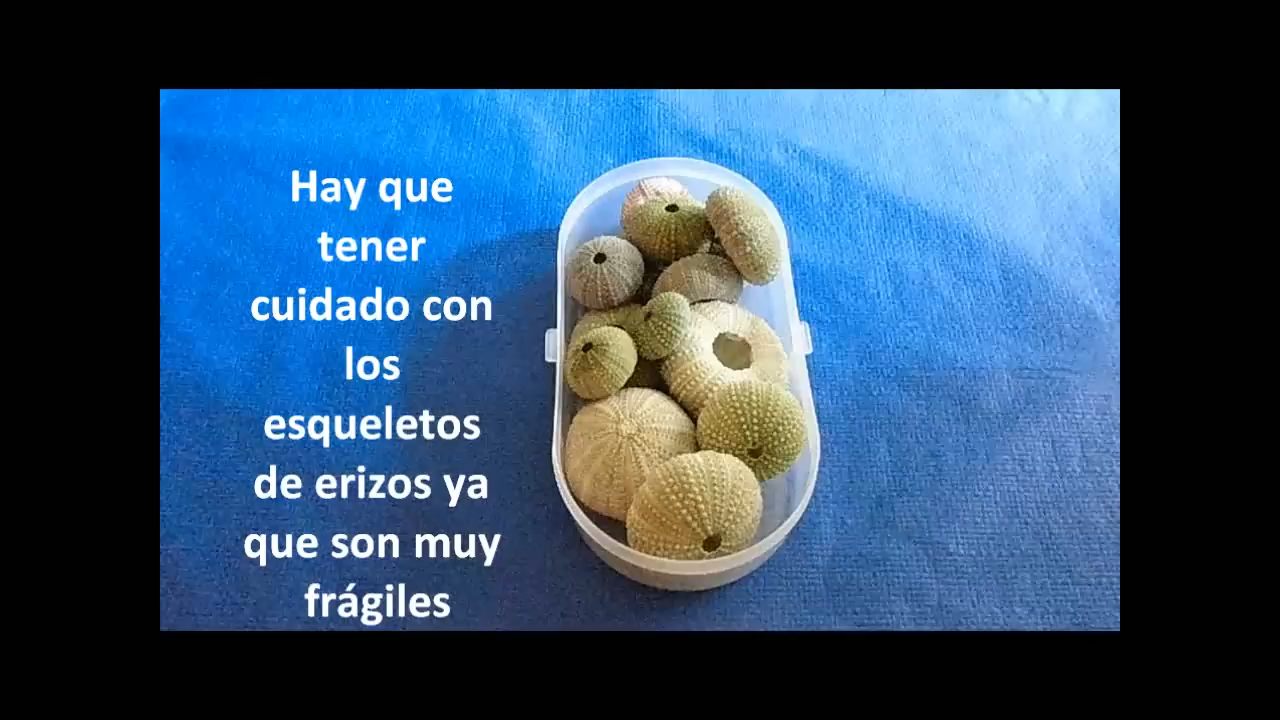 Hay que
tener
cuidado con
los
esqueletos
de erizos ya
que son muy
frágiles